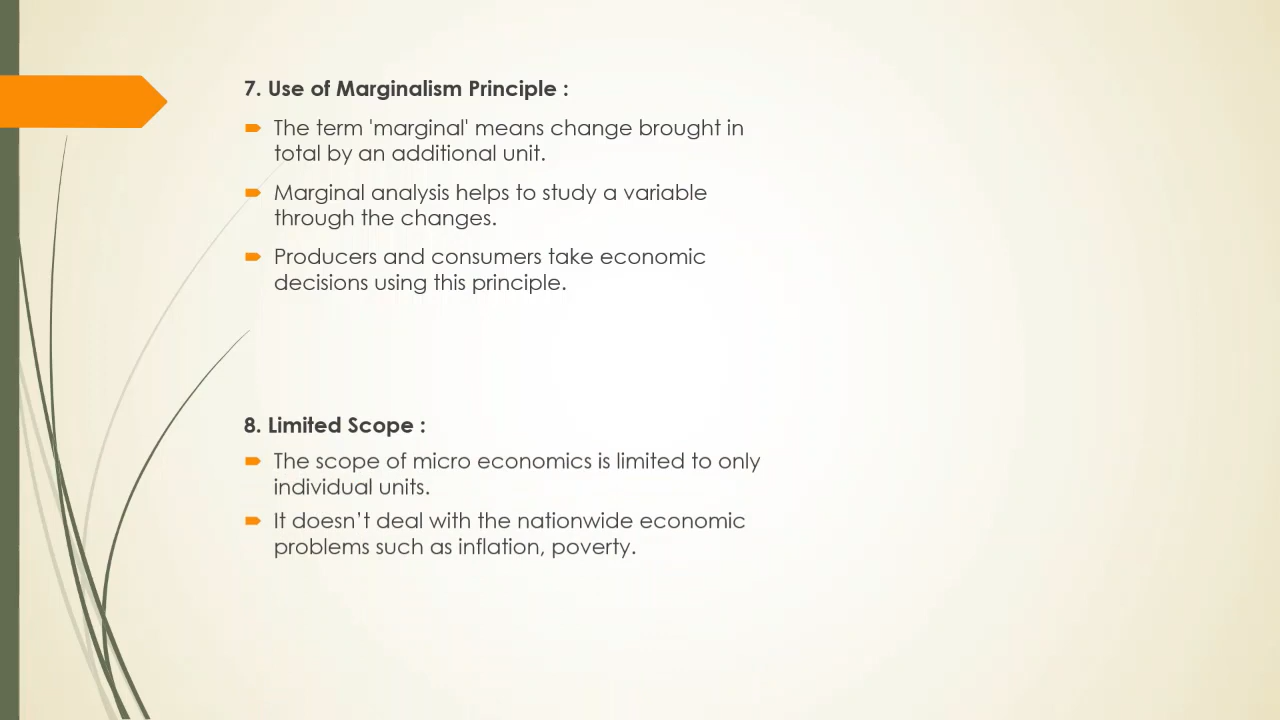 7. Use of Marginalism Principle :
The term 'marginal' means change brought in
total by an additional unit.
Marginal analysis helps to study a variable
through the changes.
Producers and consumers take economic
decisions using this principle.
8. Limited Scope :
The scope of micro economics is limited to only
individual units.
It doesn’t deal with the nationwide economic
problems such as inflation, poverty.